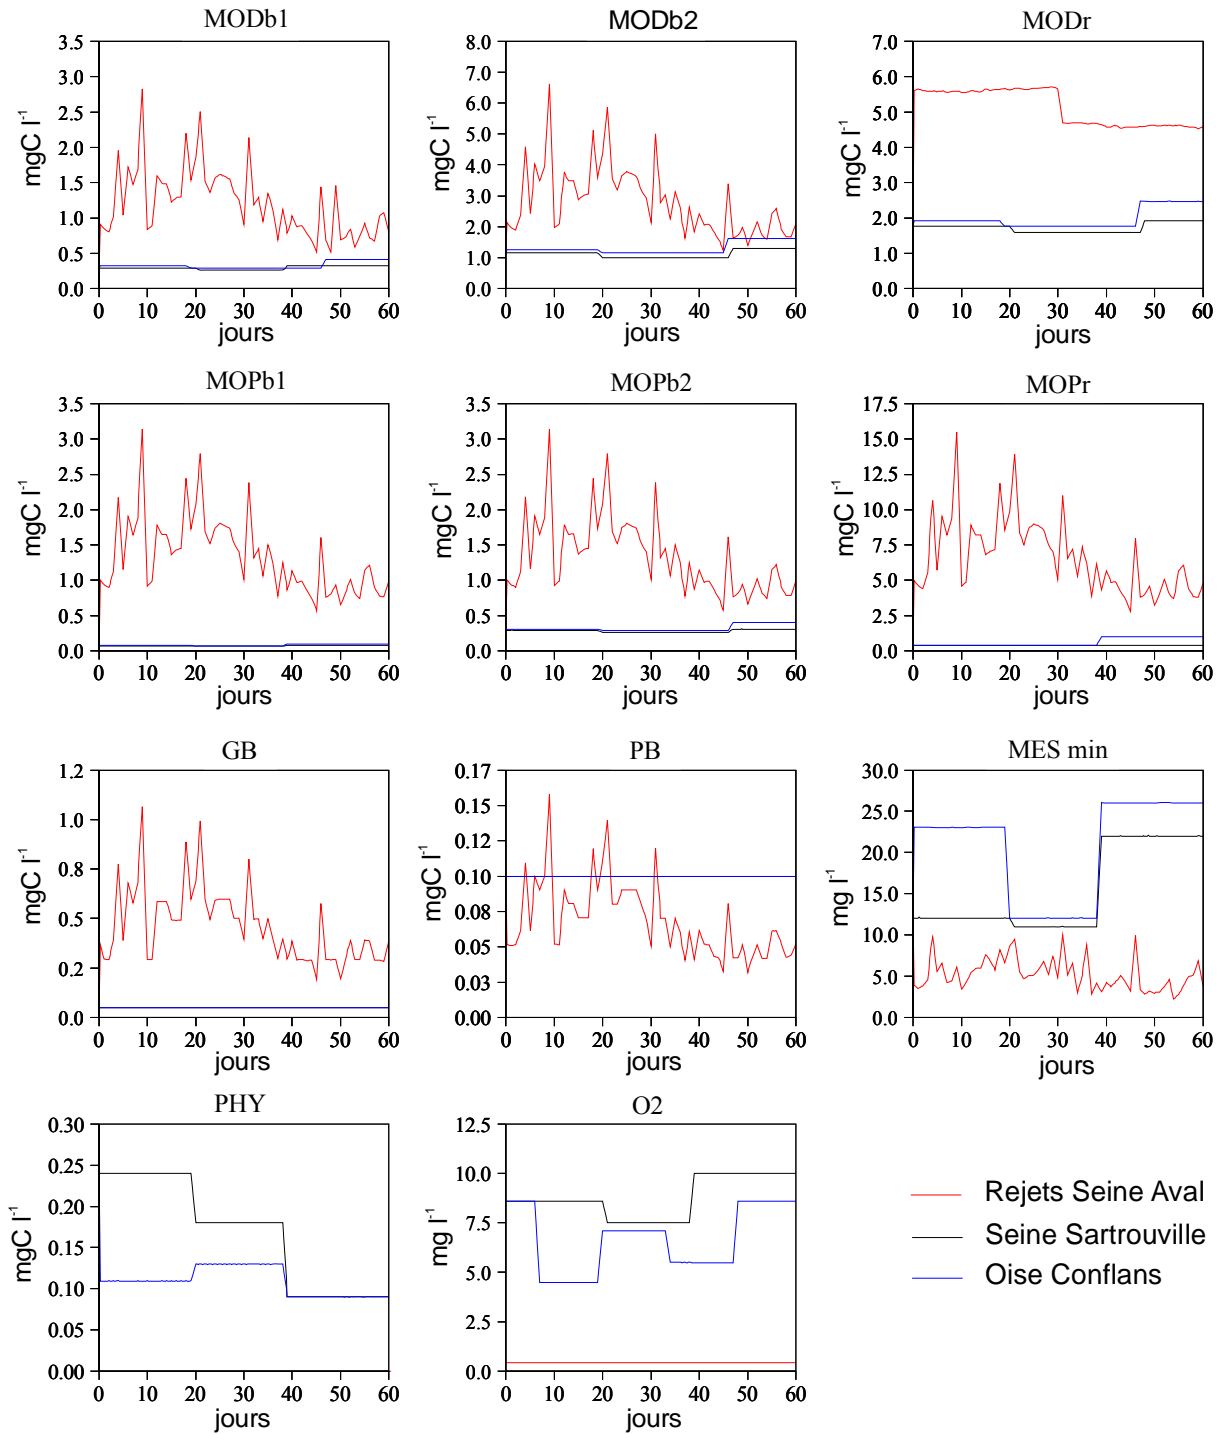 MODb1
3.5
3.0
2.5
2.0
1.5
1.0
0.5
0.0
mgC l-1
0 10 20 30 40 50 60
jours
MODb2
8.0
7.0
6.0
5.0
4.0
3.0
2.0
1.0
0.0
mgC l-1
0 10 20 30 40 50 60
jours
MODr
7.0
6.0
5.0
4.0
3.0
2.0
1.0
0.0
mgC l-1
0 10 20 30 40 50 60
jours
MOPb1
3.5
3.0
2.5
2.0
1.5
1.0
0.5
0.0
mgC l-1
0 10 20 30 40 50 60
jours
MOPb2
3.5
3.0
2.5
2.0
1.5
1.0
0.5
0.0
mgC l-1
0 10 20 30 40 50 60
jours
MOPr
17.5
15.0
12.5
10.0
7.5
5.0
2.5
0.0
mgC l-1
0 10 20 30 40 50 60
jours
GB
1.2
1.0
0.8
0.5
0.2
0.0
mgC l-1
0 10 20 30 40 50 60
jours
PB
0.17
0.15
0.12
0.10
0.08
0.05
0.03
0.00
mgC l-1
0 10 20 30 40 50 60
jours
MES min
30.0
25.0
20.0
15.0
10.0
5.0
0.0
mg l-1
0 10 20 30 40 50 60
jours
PHY
0.30
0.25
0.20
0.15
0.10
0.05
0.00
mgC l-1
0 10 20 30 40 50 60
jours
O2
12.5
10.0
7.5
5.0
2.5
0.0
mg l-1
0 10 20 30 40 50 60
jours
Rejets Seine Aval
Seine Sartrouville
Oise Conflans